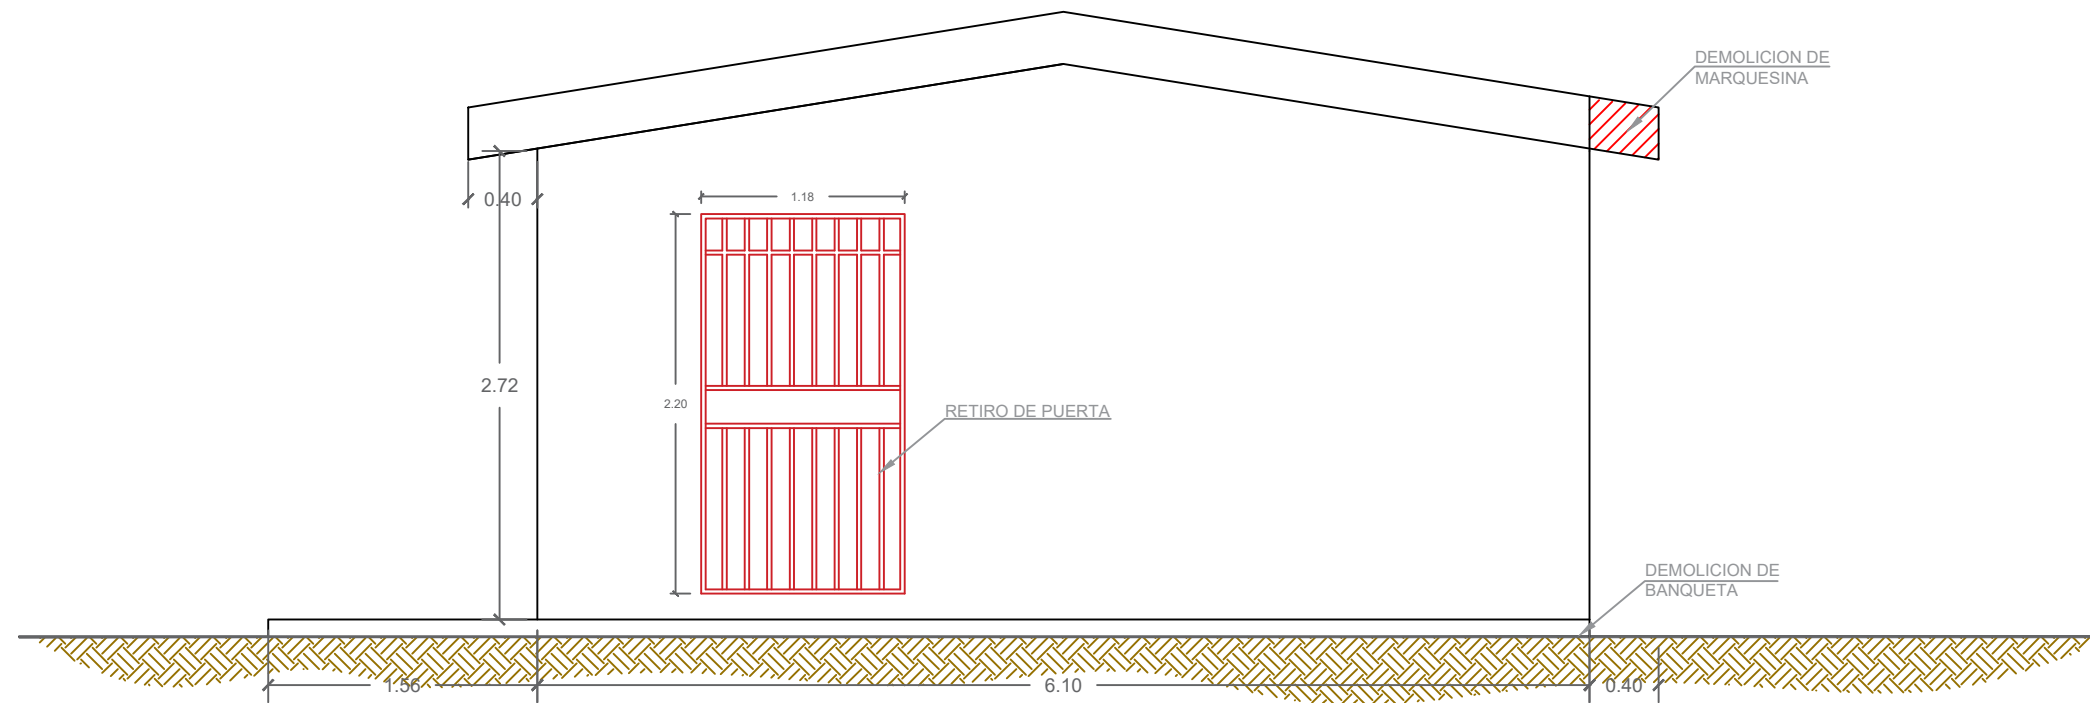 DEMOLICION DE
MARQUESINA
0.40
1.18
2.72
2.20
RETIRO DE PUERTA
DEMOLICION DE
BANQUETA
1.56
6.10
0.40